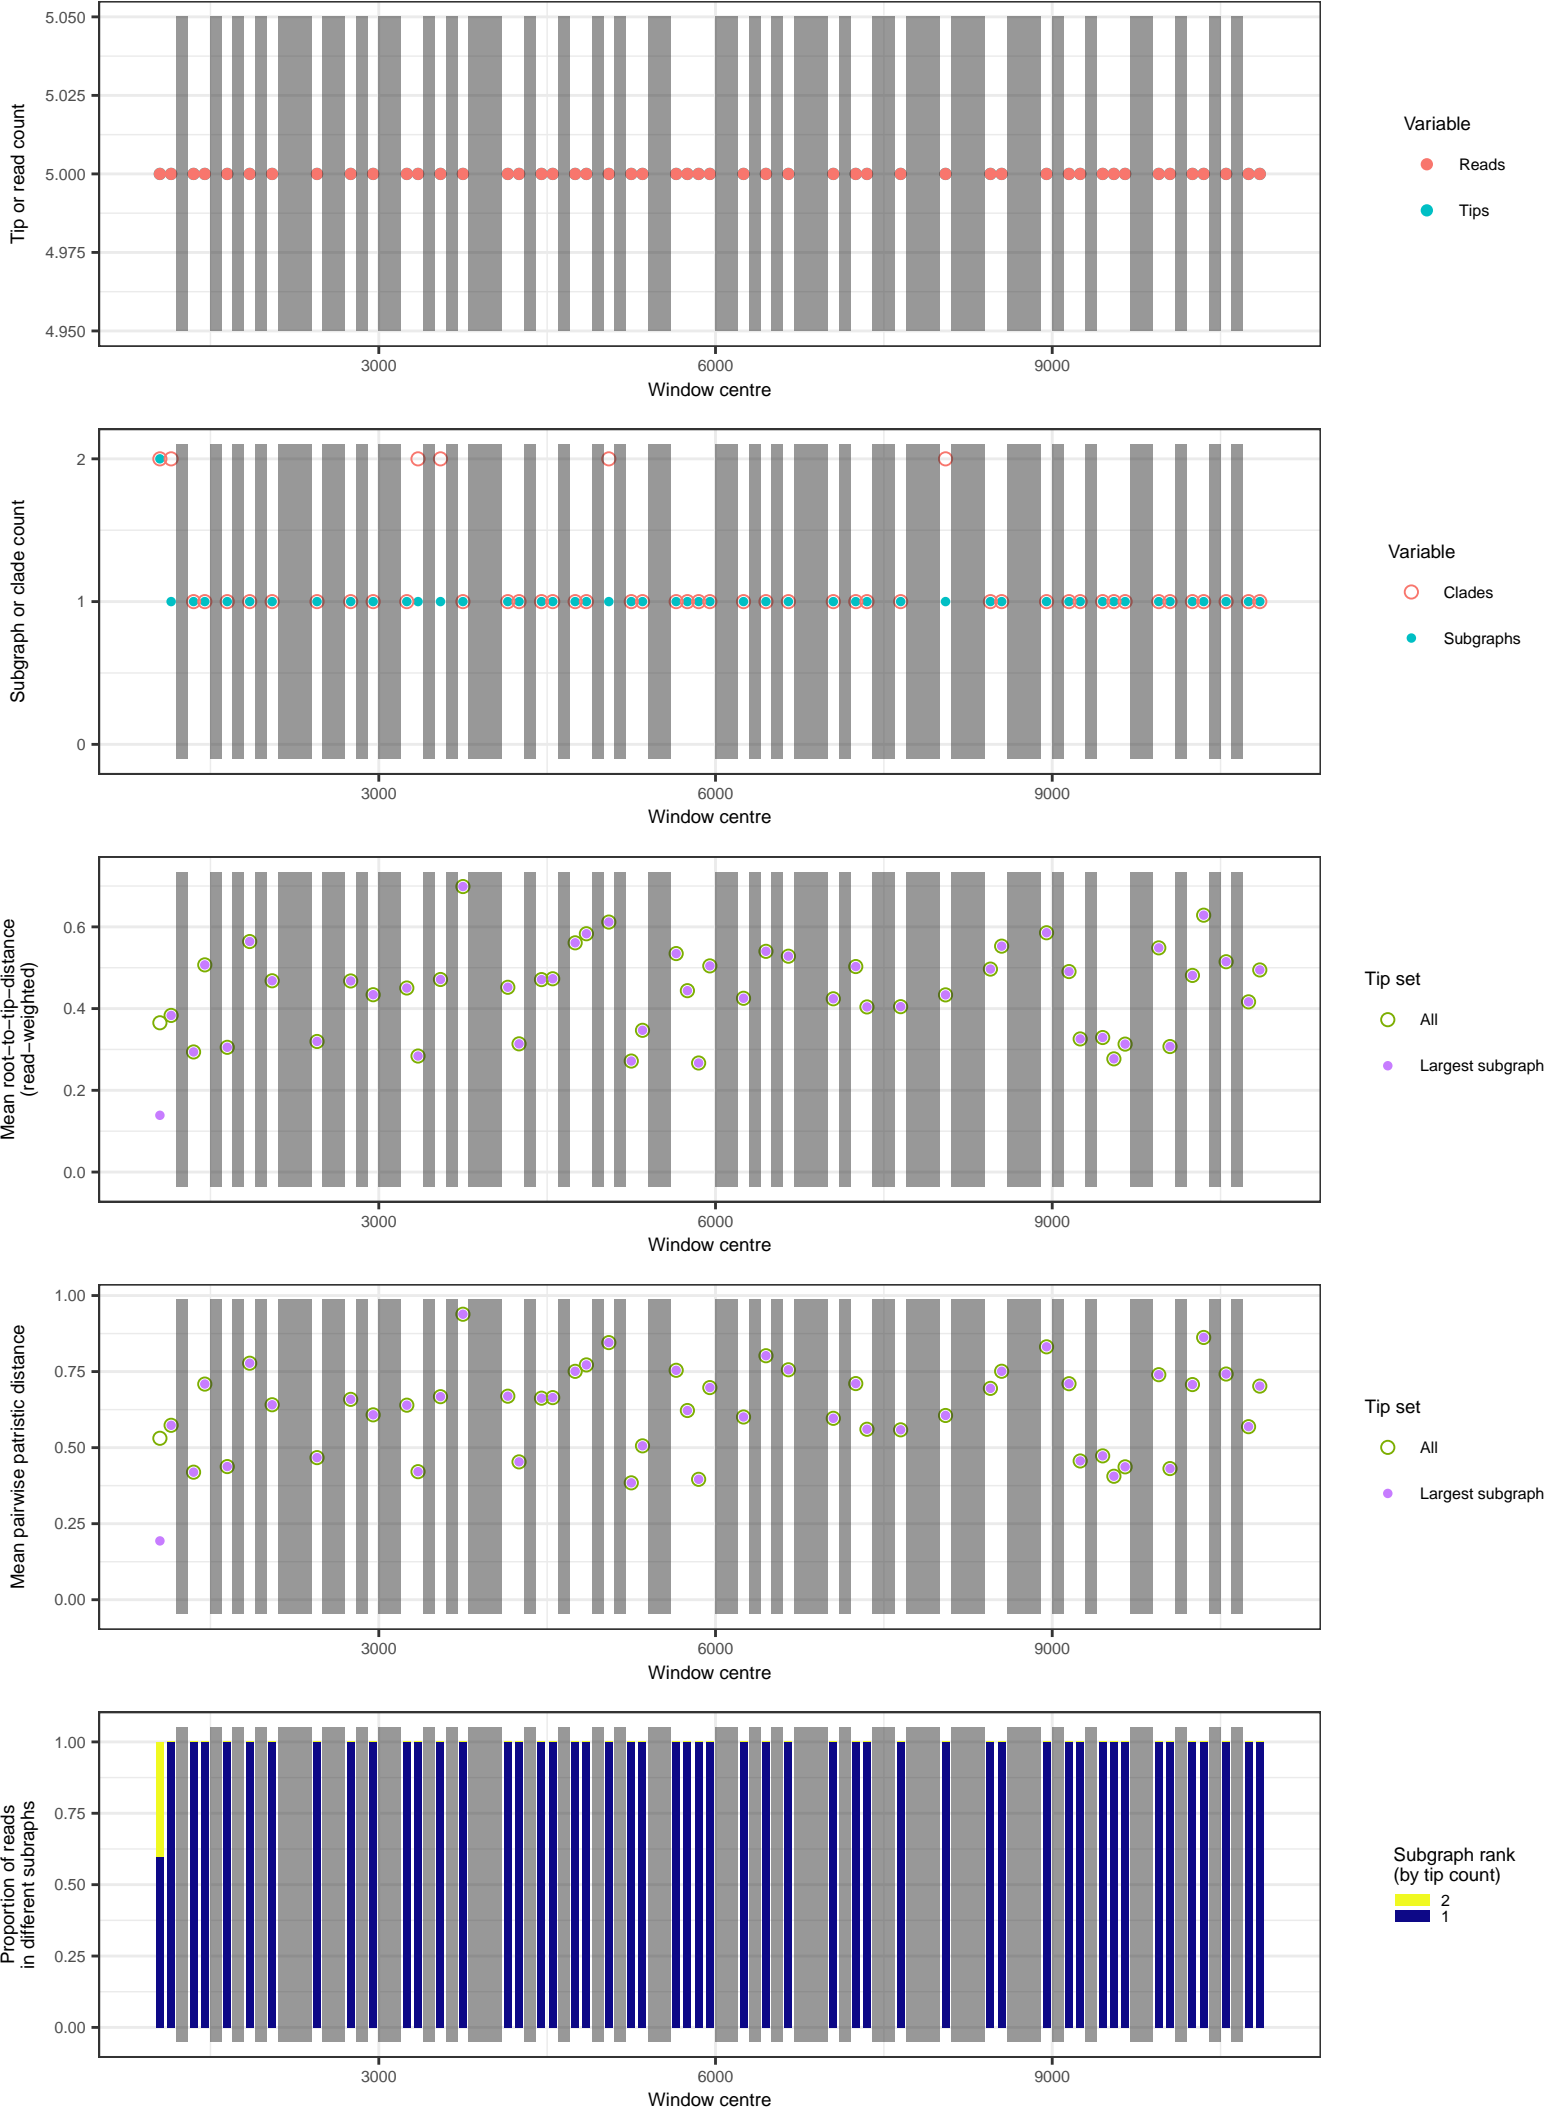 Tip or read count
5.050
5.025
5.000
4.975
4.950
3000
6000
9000
Window centre
Variable
Reads
Tips
Subgraph or clade count
2
1
0
3000
6000
9000
Window centre
Variable
Clades
Subgraphs
Mean root−to−tip−distance
(read−weighted)
0.6
0.4
0.2
0.0
3000
6000
9000
Window centre
Tip set
All
Largest subgraph
Mean pairwise patristic distance
1.00
0.75
0.50
0.25
0.00
3000
6000
9000
Window centre
Tip set
All
Largest subgraph
Proportion of reads
in different subraphs
1.00
0.75
0.50
0.25
0.00
3000
6000
9000
Window centre
Subgraph rank
(by tip count)
2
1